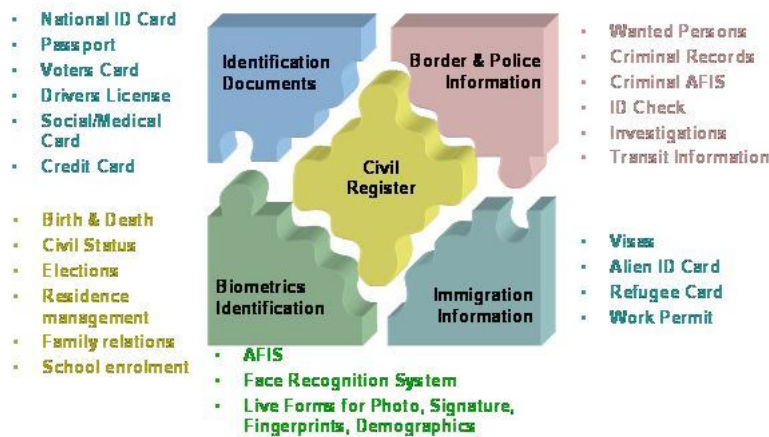 • National ID Card
• Passport
• Voters Card
• Drivers License
• Social/Medical
Card
• Credit Card
Identification
Documents
Border & Police
Information
• Wanted Persons
• Criminal Records
• Criminal AFIS
• ID Check
• Investigations
• Transit Information
Civil
Register
• Birth & Death
• Civil Status
• Elections
• Residence
management
• Family relations
• School enrolment
Biometrics
Identification
Immigration
Information
• Visas
• Alien ID Card
• Refugee Card
• Work Permit
• AFIS
• Face Recognition System
• Live Forms for Photo, Signature,
Fingerprints, Demographics